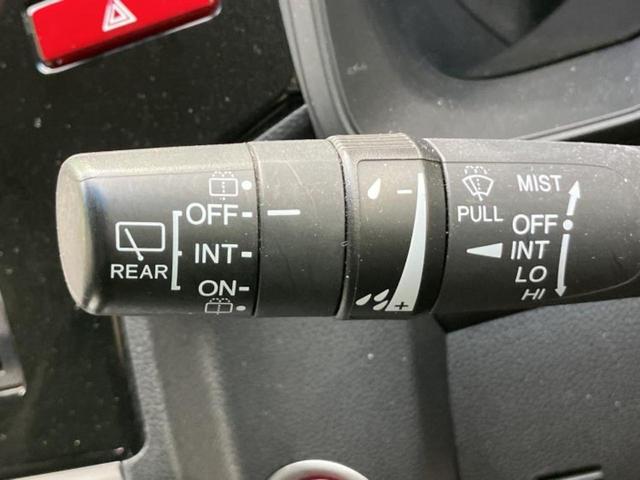 REAR
OFF
INT
ON
−
+
PULL
MIST
OFF
INT
LO
HI